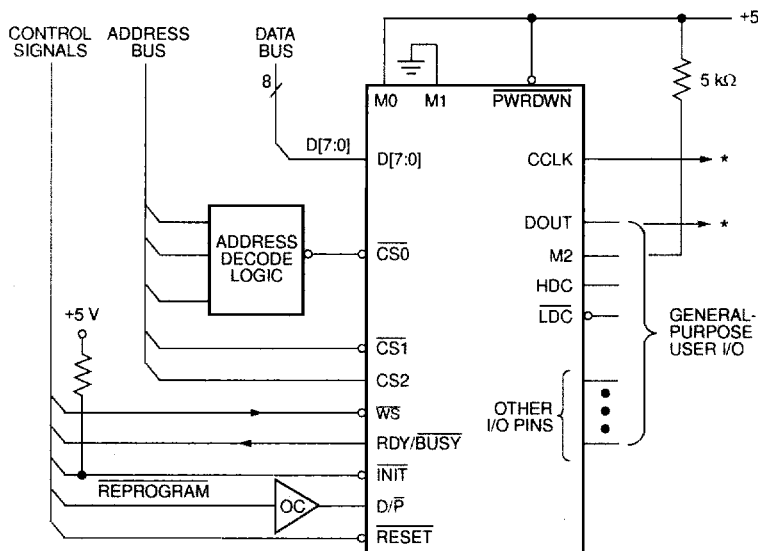 CONTROL
SIGNALS
ADDRESS
BUS
DATA
BUS
+5
8
M0
M1
PWRDWN
5 kΩ
D[7:0]
D[7:0]
CCLK
*
DOUT
*
ADDRESS
DECODE
LOGIC
CS0
M2
HDC
+5 V
LDC
GENERAL-
PURPOSE
USER I/O
CS1
CS2
OTHER
I/O PINS
WS
RDY/BUSY
INIT
REPROGRAM
OC
D/P
RESET